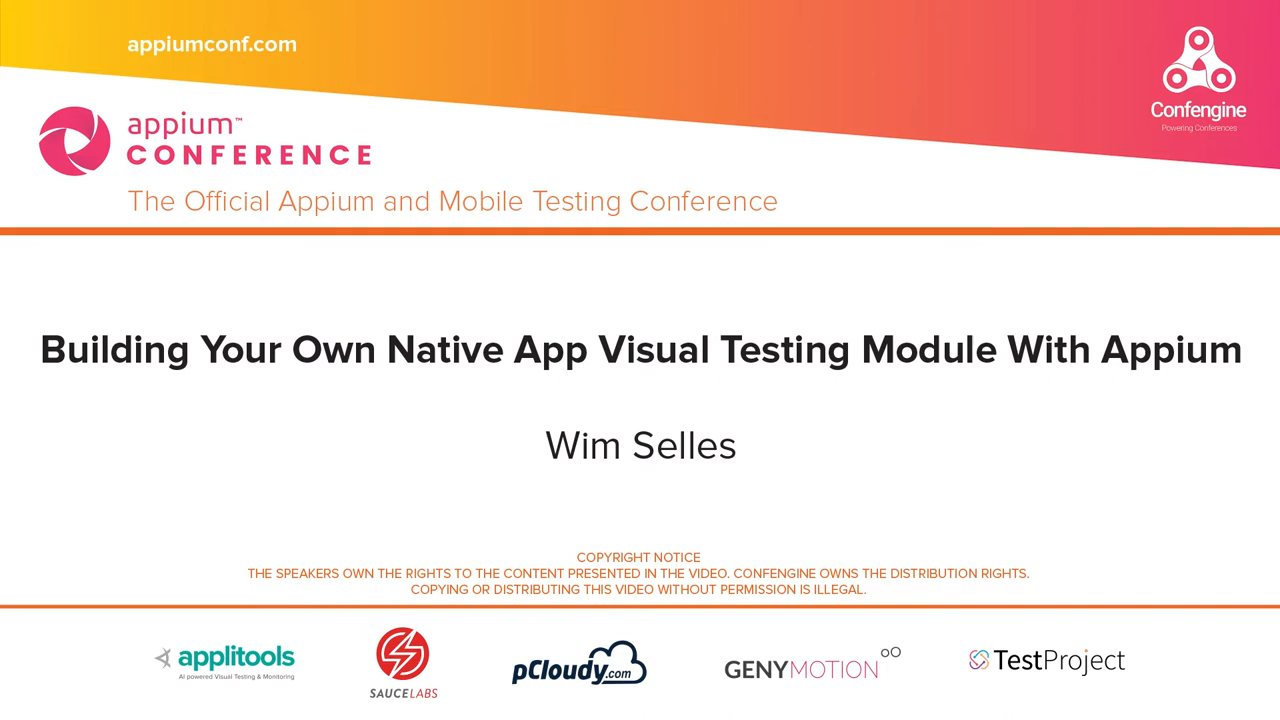 appiumconf.com
Confengine
Powering Conferences
appium™
CONFERENCE
The Official Appium and Mobile Testing Conference
Building Your Own Native App Visual Testing Module With Appium
Wim Selles
COPYRIGHT NOTICE
THE SPEAKERS OWN THE RIGHTS TO THE CONTENT PRESENTED IN THE VIDEO. CONFENGINE OWNS THE DISTRIBUTION RIGHTS.
COPYING OR DISTRIBUTING THIS VIDEO WITHOUT PERMISSION IS ILLEGAL.
applitools
AI powered Visual Testing & Monitoring
SAUCELABS
pCloudy.com
GENYMOTION
TestProject